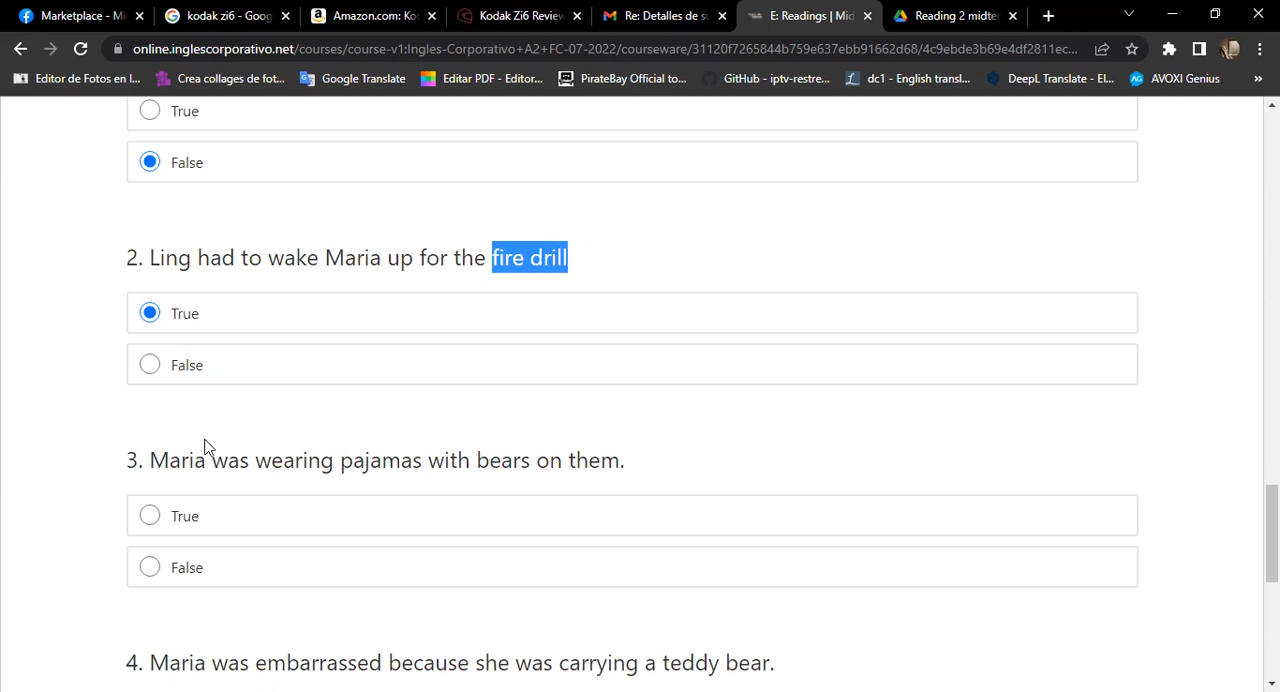 Marketplace - Mi
kodak zi6 - Goog
Amazon.com: Ko
Kodak Zi6 Review
Re: Detalles de su
E: Readings | Mid
Reading 2 midter
online.inglescorporativo.net/courses/course-v1:Ingles-Corporativo+A2+FC-07-2022/courseware/31120f7265844b759e637ebb91662d68/4c9ebde3b69e4df2811ec...
Editor de Fotos en l...
Crea collages de fot...
Google Translate
Editar PDF - Editor...
PirateBay Official to...
GitHub - iptv-restre...
dc1 - English transl...
DeepL Translate - El...
AVOXI Genius
»
True
False
2. Ling had to wake Maria up for the fire drill
True
False
3. Maria was wearing pajamas with bears on them.
True
False
4. Maria was embarrassed because she was carrying a teddy bear.